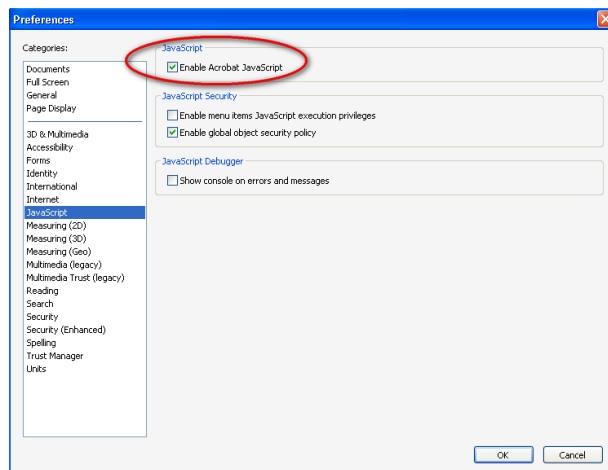 Preferences
Categories:
Documents
Full Screen
General
Page Display
3D & Multimedia
Accessibility
Forms
Identity
International
Internet
JavaScript
Measuring (2D)
Measuring (3D)
Measuring (Geo)
Multimedia (legacy)
Multimedia Trust (legacy)
Reading
Search
Security
Security (Enhanced)
Spelling
Trust Manager
Units
JavaScript
Enable Acrobat JavaScript
JavaScript Security
Enable menu items JavaScript execution privileges
Enable global object security policy
JavaScript Debugger
Show console on errors and messages
OK Cancel